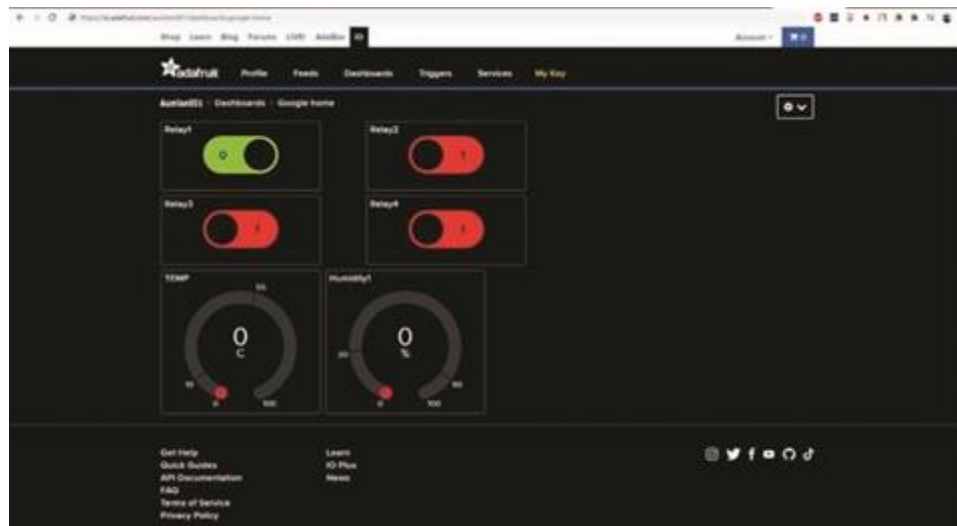 Shop Learn Blog Forums LIVE! AdaBox IO
Account
0
adafruit Profile Feeds Dashboards Triggers Services My Key
Dashboards Google home
Relay1
0
Relay2
1
Relay3
1
Relay4
1
TEMP
0
C
10
0
100
Humidity1
0
%
0
100
Get Help
Quick Guides
API Documentation
FAQ
Terms of Service
Privacy Policy
Learn
IO Plus
News